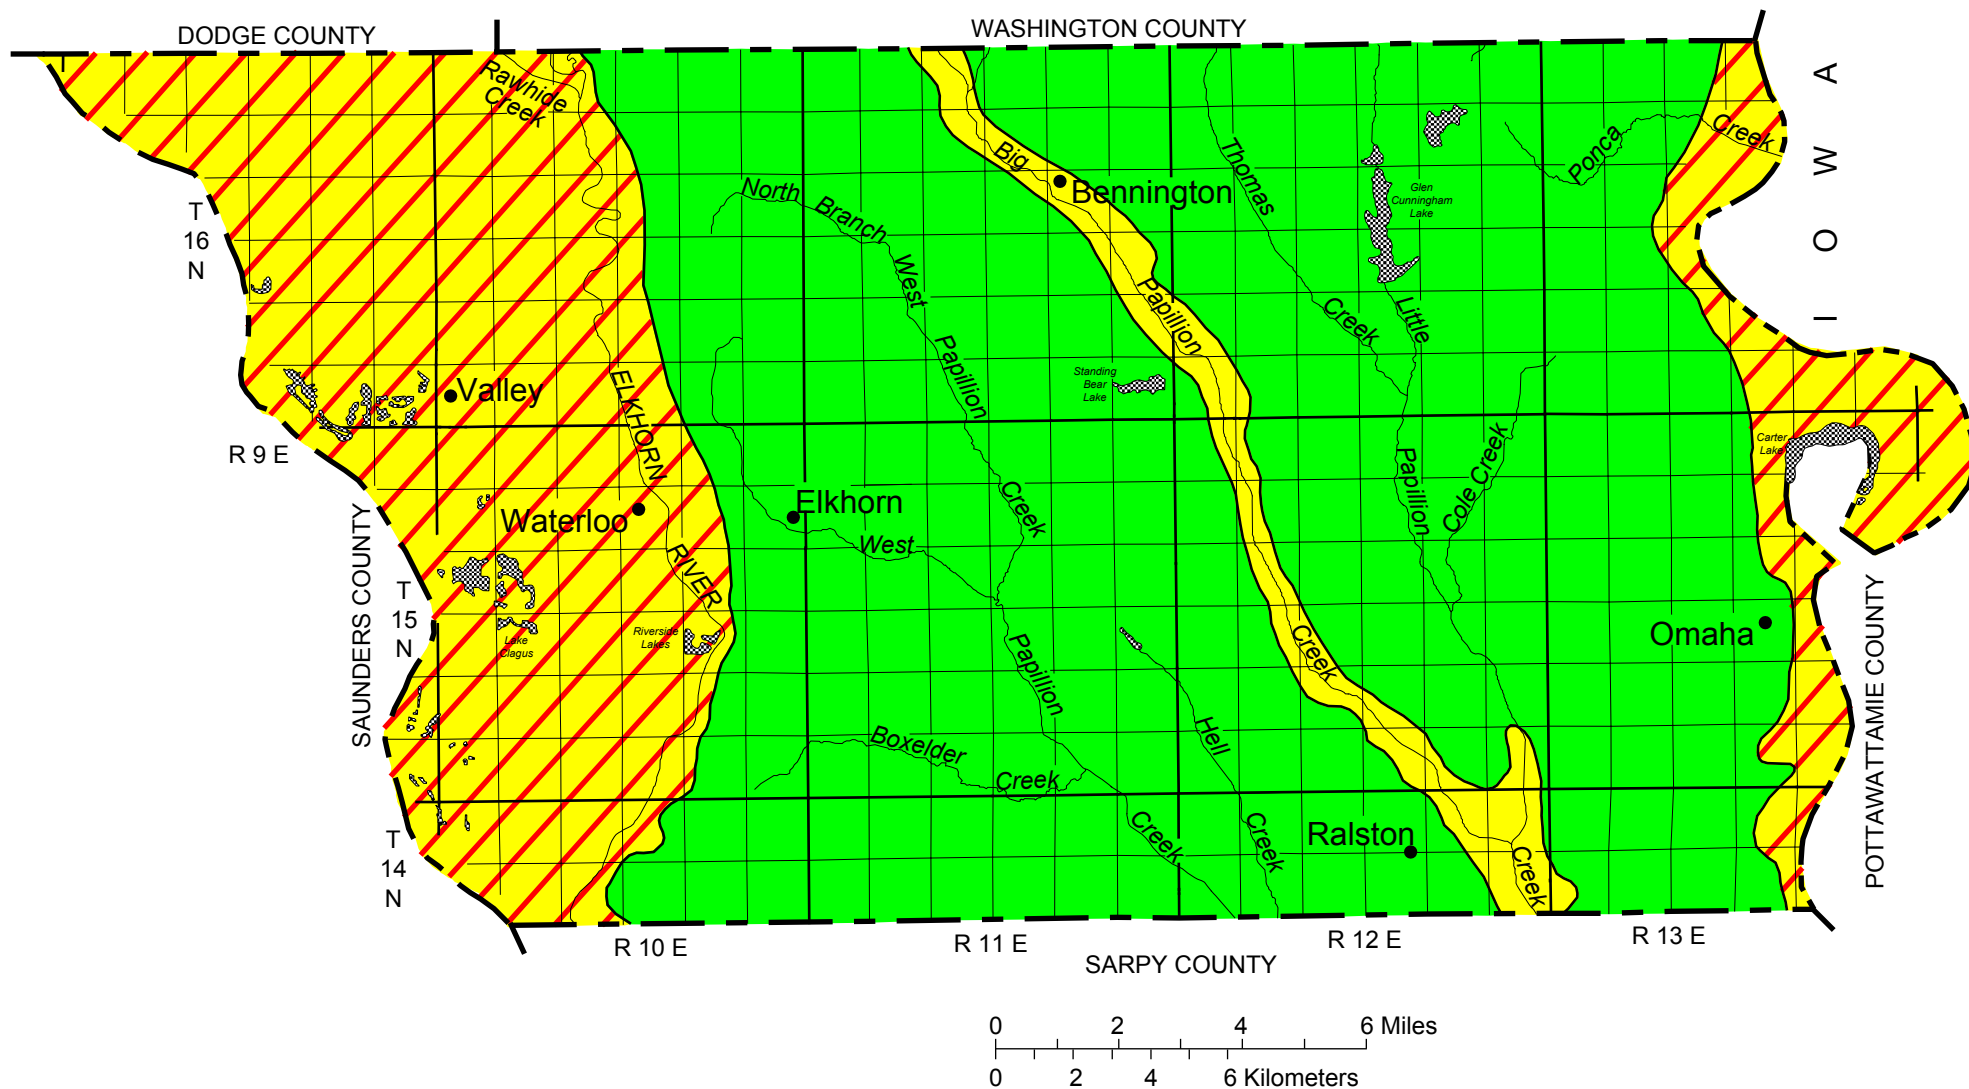 DODGE COUNTY
WASHINGTON COUNTY
I O W A
Rawhide
Creek
Big
Bennington
Thomas
Ponca
Creek
Glen
Cunningham
Lake
North Branch
West
Papillion
Creek
T
16
N
Papillion
Creek
Little
Papillion
Standing
Bear
Lake
Valley
ELKHORN
RIVER
R 9 E
Carter
Lake
Cole Creek
Waterloo
Elkhorn
West
Papillion
Creek
SAUNDERS COUNTY
T
15
N
Lake
Clagus
Riverside
Lakes
Creek
Omaha
POTTAWATTAMIE COUNTY
Hell
Creek
Boxelder
Creek
Ralston
Creek
T
14
N
R 10 E
R 11 E
R 12 E
R 13 E
SARPY COUNTY
0 2 4 6 Miles
0 2 4 6 Kilometers